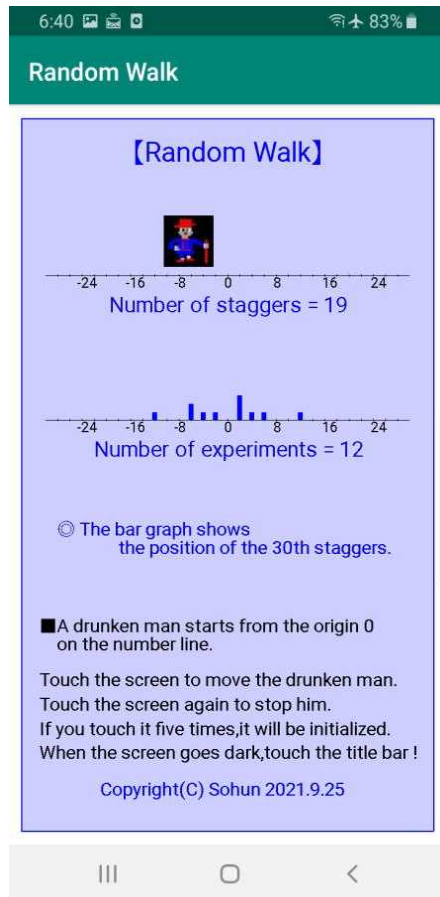 6:40 83%
Random Walk
【Random Walk】
-24 -16 -8 0 8 16 24
Number of staggers = 19
-24 -16 -8 0 8 16 24
Number of experiments = 12
◎ The bar graph shows
the position of the 30th staggers.
■A drunken man starts from the origin 0
on the number line.
Touch the screen to move the drunken man.
Touch the screen again to stop him.
If you touch it five times,it will be initialized.
When the screen goes dark,touch the title bar !
Copyright(C) Sohun 2021.9.25